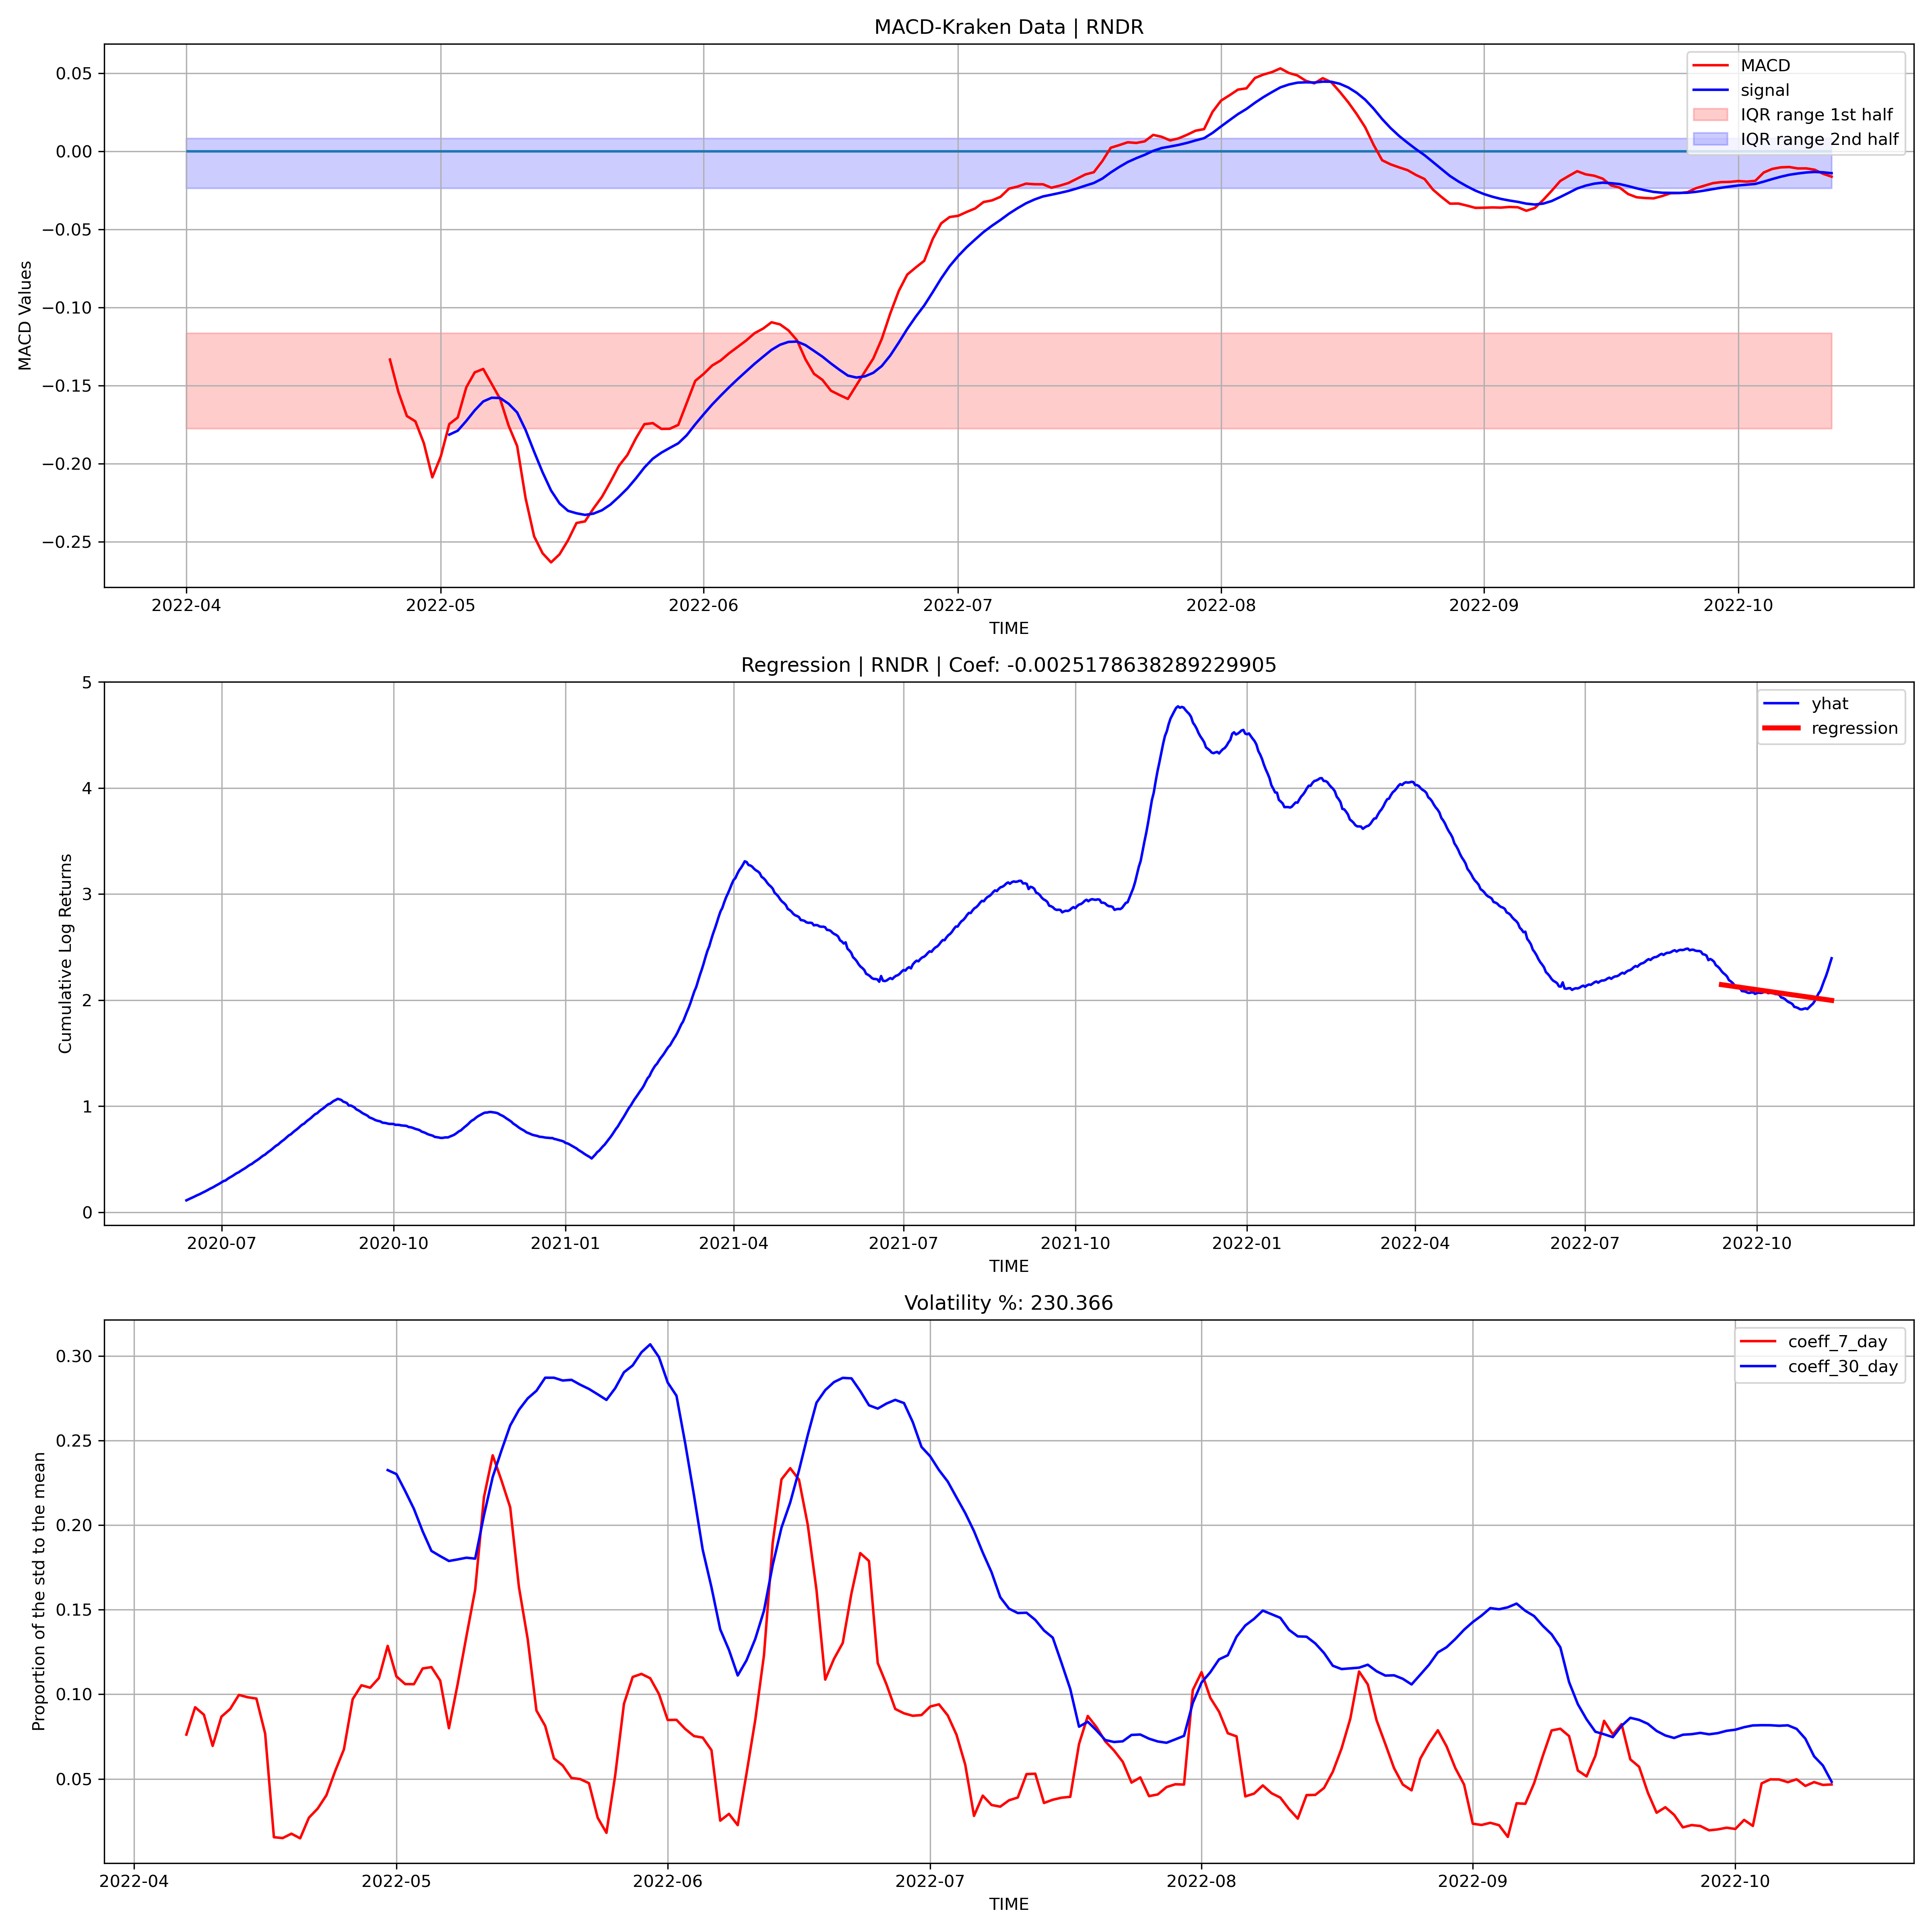 MACD-Kraken Data | RNDR
MACD Values
0.05
0.00
−0.05
−0.10
−0.15
−0.20
−0.25
MACD
signal
IQR range 1st half
IQR range 2nd half
2022-04 2022-05 2022-06 2022-07 2022-08 2022-09 2022-10
TIME
Regression | RNDR | Coef: -0.0025178638289229905
Cumulative Log Returns
5
4
3
2
1
0
yhat
regression
2020-07 2020-10 2021-01 2021-04 2021-07 2021-10 2022-01 2022-04 2022-07 2022-10
TIME
Volatility %: 230.366
Proportion of the std to the mean
0.30
0.25
0.20
0.15
0.10
0.05
coeff_7_day
coeff_30_day
2022-04 2022-05 2022-06 2022-07 2022-08 2022-09 2022-10
TIME